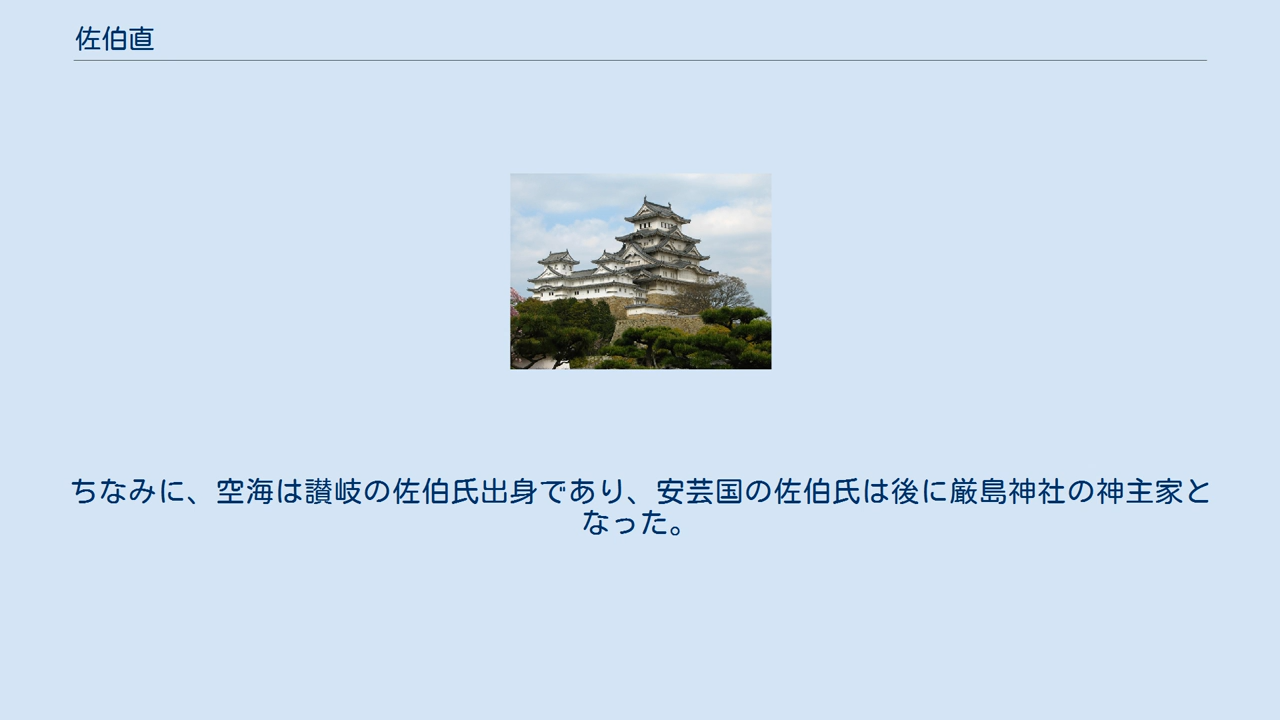 佐伯直
ちなみに、空海は讃岐の佐伯氏出身であり、安芸国の佐伯氏は後に厳島神社の神主家と
なった。